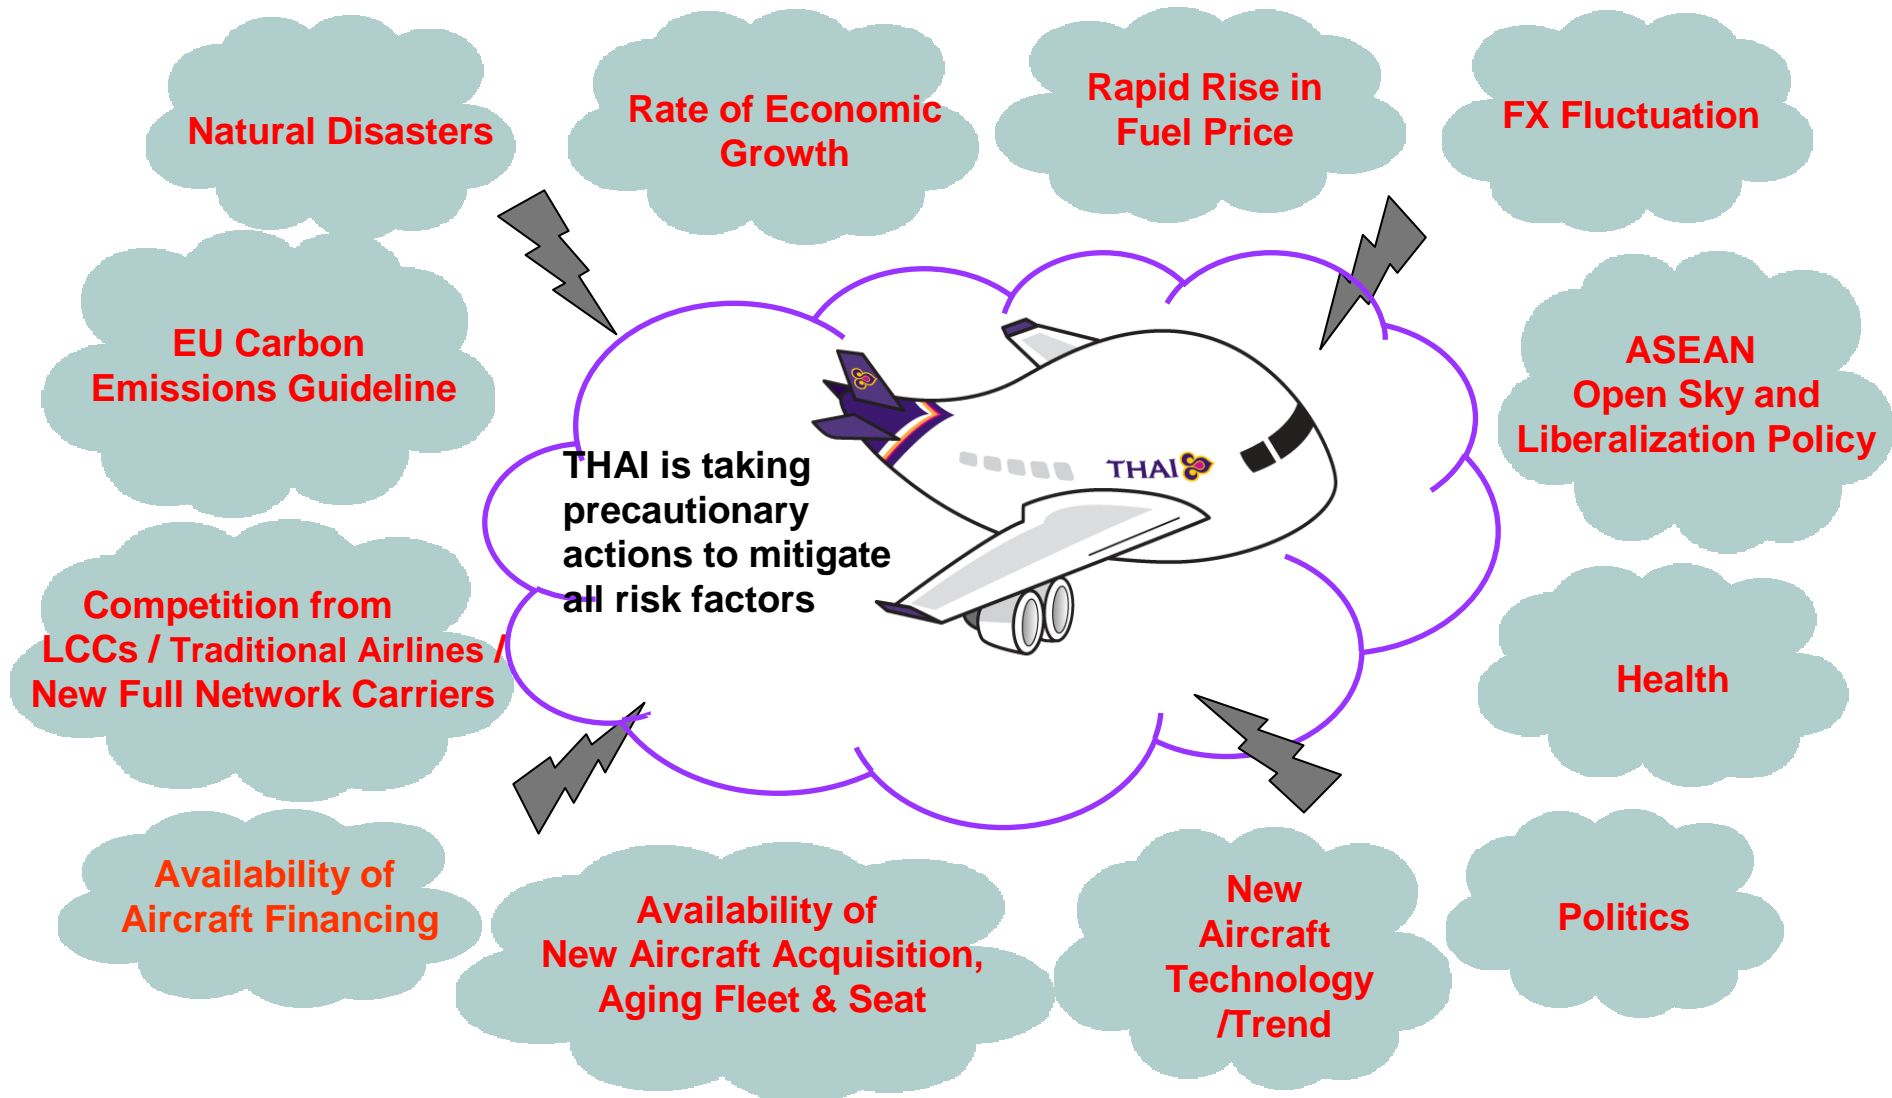 Natural Disasters
Rate of Economic
Growth
Rapid Rise in
Fuel Price
FX Fluctuation
EU Carbon
Emissions Guideline
ASEAN
Open Sky and
Liberalization Policy
THAI is taking
precautionary
actions to mitigate
all risk factors
THAI
Competition from
LCCs / Traditional Airlines /
New Full Network Carriers
Health
Availability of
Aircraft Financing
Availability of
New Aircraft Acquisition,
Aging Fleet & Seat
New
Aircraft
Technology
/Trend
Politics